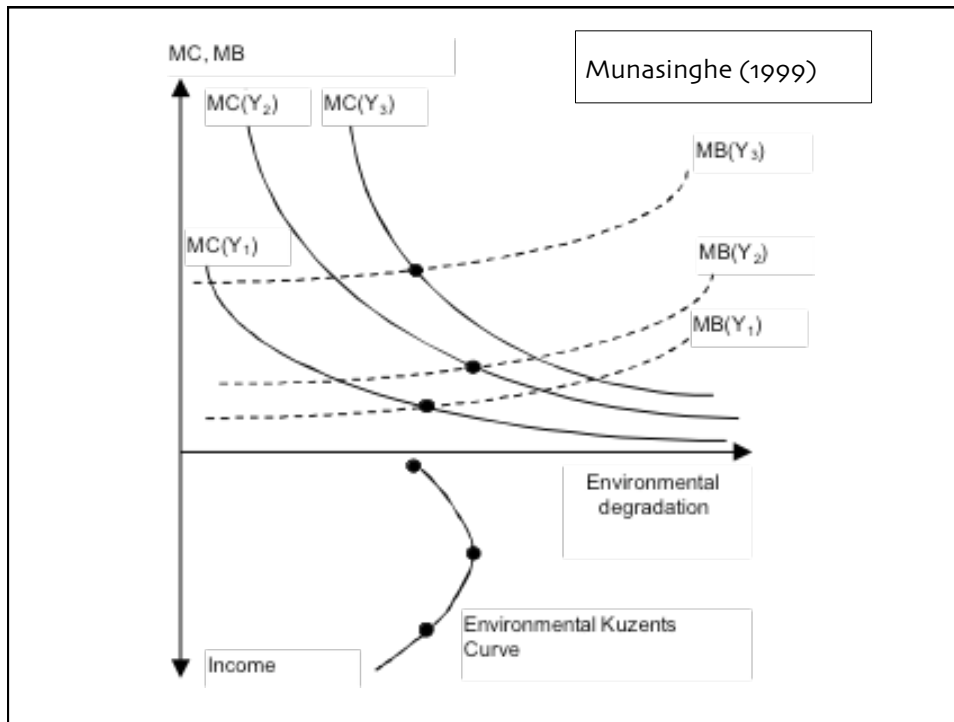 MC, MB
Munasinghe (1999)
MC(Y₂)
MC(Y₃)
MB(Y₃)
MC(Y₁)
MB(Y₂)
MB(Y₁)
Environmental
degradation
Environmental Kuzents
Curve
Income